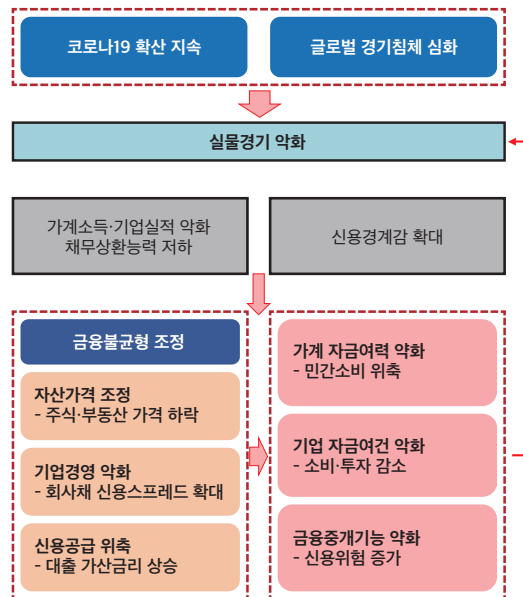 코로나19 확산 지속
글로벌 경기침체 심화
실물경기 악화
가계소득·기업실적 악화
채무상환능력 저하
신용경계감 확대
금융불균형 조정
자산가격 조정
- 주식·부동산 가격 하락
기업경영 악화
- 회사채 신용스프레드 확대
신용공급 위축
- 대출 가산금리 상승
가계 자금여력 약화
- 민간소비 위축
기업 자금여건 악화
- 소비·투자 감소
금융중개기능 약화
- 신용위험 증가